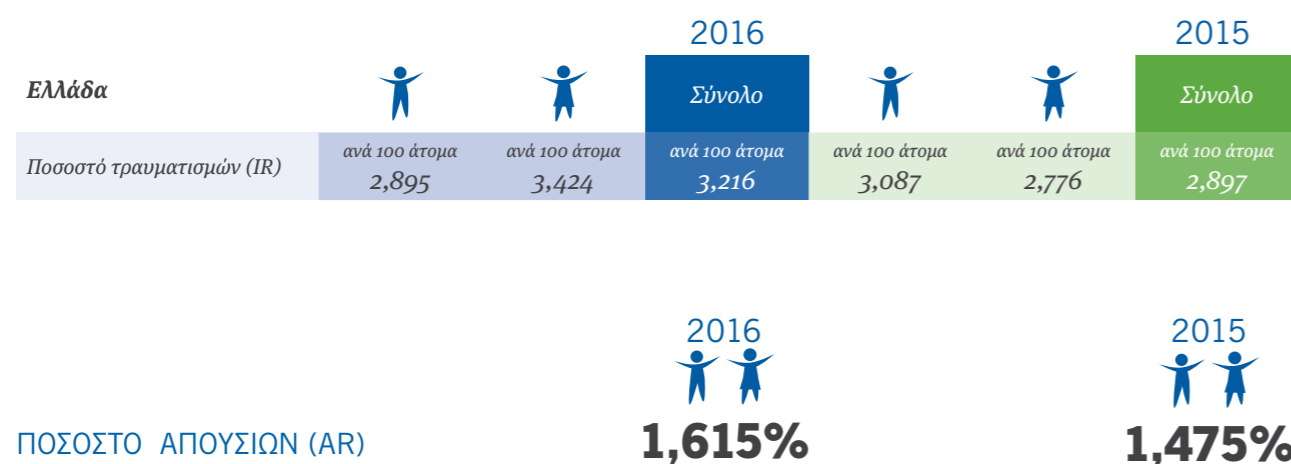 2016 2015
Ελλάδα Σύνολο Σύνολο
ανά 100 άτομα ανά 100 άτομα ανά 100 άτομα ανά 100 άτομα ανά 100 άτομα ανά 100 άτομα
Ποσοστό τραυματισμών (IR) 2,895 3,424 3,216 3,087 2,776 2,897
2016 2015
ΠΟΣΟΣΤΟ ΑΠΟΥΣΙΩΝ (AR) 1,615% 1,475%